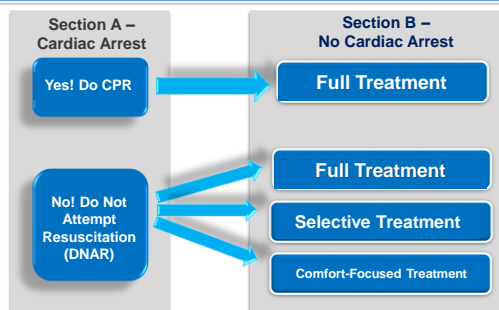 Section A –
Cardiac Arrest
Section B –
No Cardiac Arrest
Yes! Do CPR
Full Treatment
No! Do Not
Attempt
Resuscitation
(DNAR)
Full Treatment
Selective Treatment
Comfort-Focused Treatment